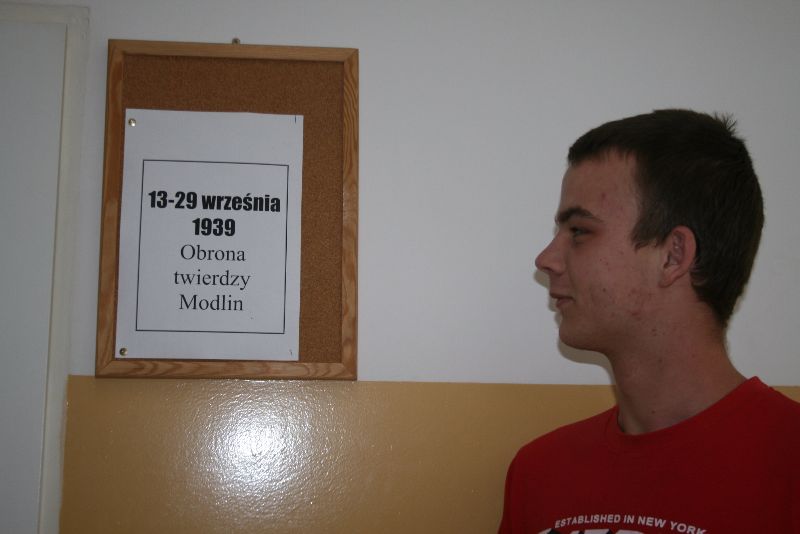 13-29 września
1939
Obrona
twierdzy
Modlin
ESTABLISHED IN NEW YORK